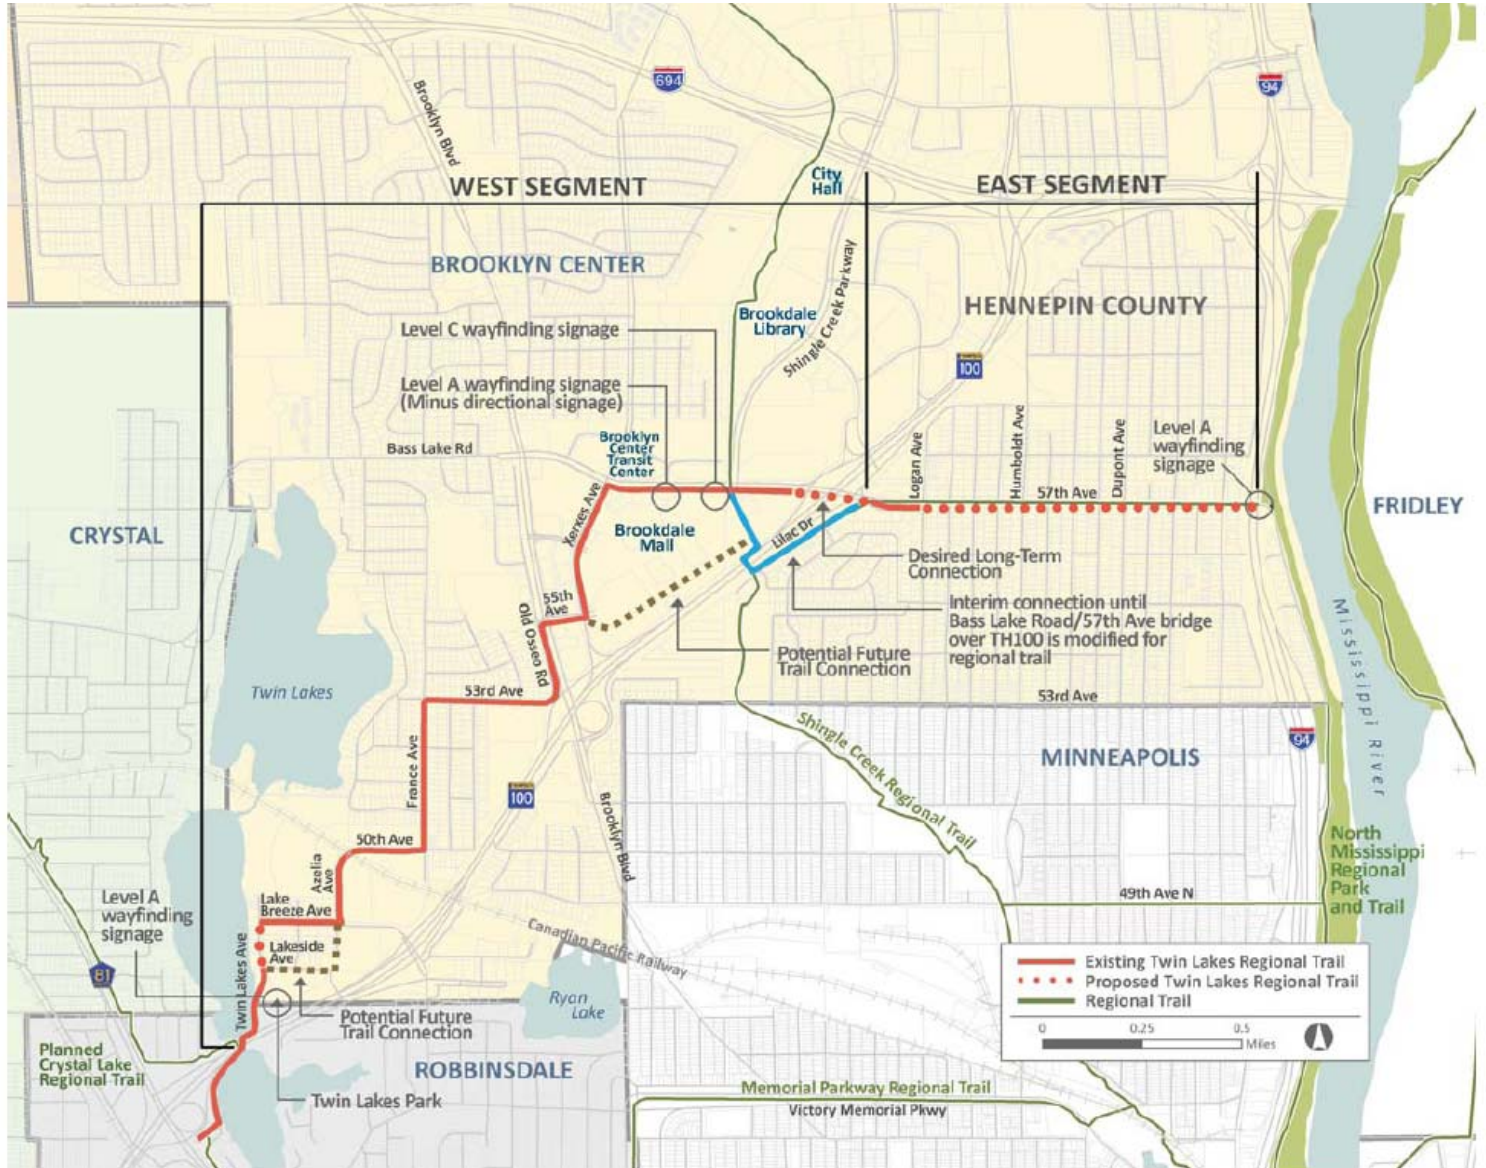 694
94
Brooklyn Blvd
WEST SEGMENT
City
Hall
EAST SEGMENT
BROOKLYN CENTER
Shingle Creek Parkway
Brookdale
Library
HENNEPIN COUNTY
Level C wayfinding signage
100
Level A wayfinding signage
(Minus directional signage)
Bass Lake Rd
Brooklyn
Center
Transit
Center
Logan Ave
Humboldt Ave
Dupont Ave
Level A
wayfinding
signage
57th Ave
CRYSTAL
Xerxes Ave
Brookdale
Mall
Lilac Dr
FRIDLEY
Desired Long-Term
Connection
55th
Ave
Old Osseo Rd
Interim connection until
Bass Lake Road/57th Ave bridge
over TH100 is modified for
regional trail
Potential Future
Trail Connection
Mississippi River
Twin Lakes
53rd Ave
53rd Ave
Shingle Creek Regional Trail
94
MINNEAPOLIS
France Ave
100
Brooklyn Blvd
50th Ave
Azelia
Ave
North
Mississippi
Regional
Park
and Trail
Level A
wayfinding
signage
Lake
Breeze Ave
49th Ave N
Canadian Pacific Railway
Twin Lakes Ave
Lakeside
Ave
81
Ryan
Lake
Potential Future
Trail Connection
Existing Twin Lakes Regional Trail
Proposed Twin Lakes Regional Trail
Regional Trail
0
0.25
0.5
Miles
Planned
Crystal Lake
Regional Trail
ROBBINSDALE
Twin Lakes Park
Memorial Parkway Regional Trail
Victory Memorial Pkwy